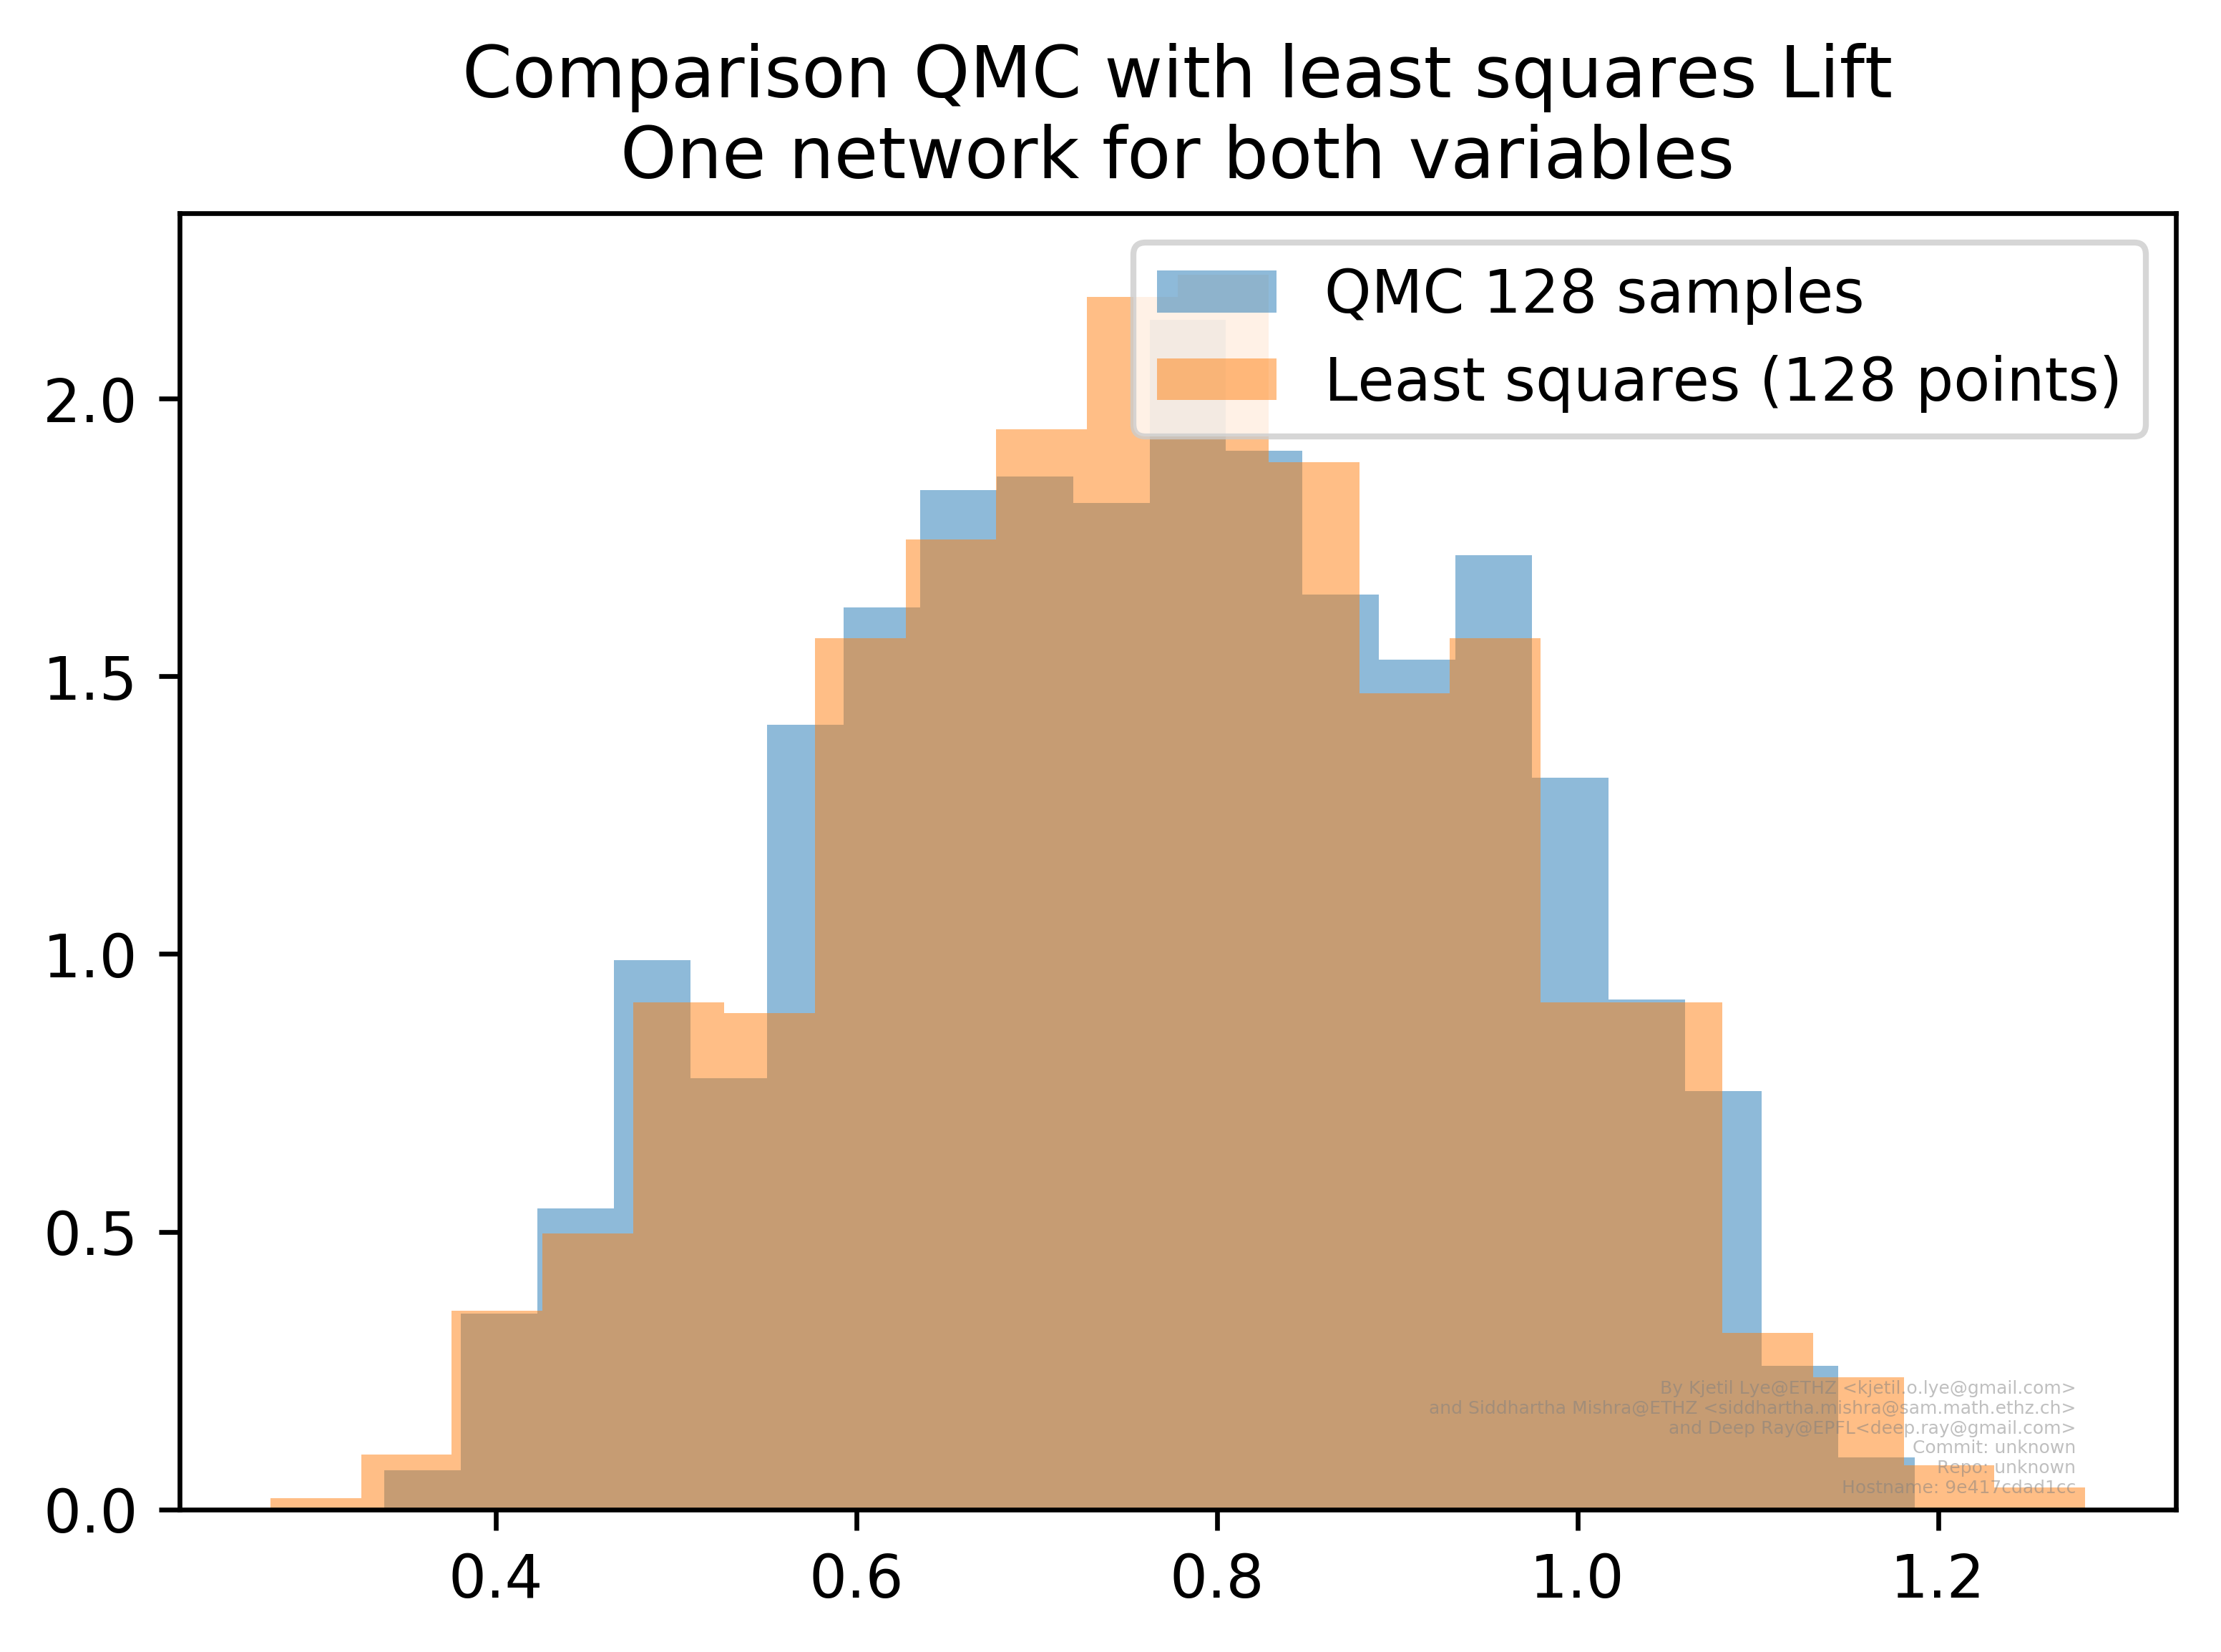 Comparison QMC with least squares Lift
One network for both variables
QMC 128 samples
Least squares (128 points)
2.0
1.5
1.0
0.5
0.0
0.4 0.6 0.8 1.0 1.2
By Kjetil Lye@ETHZ <kjetil.o.lye@gmail.com>
and Siddhartha Mishra@ETHZ <siddhartha.mishra@sam.math.ethz.ch>
and Deep Ray@EPFL<deep.ray@gmail.com>
Commit: unknown
Repo: unknown
Hostname: 9e417cdad1cc